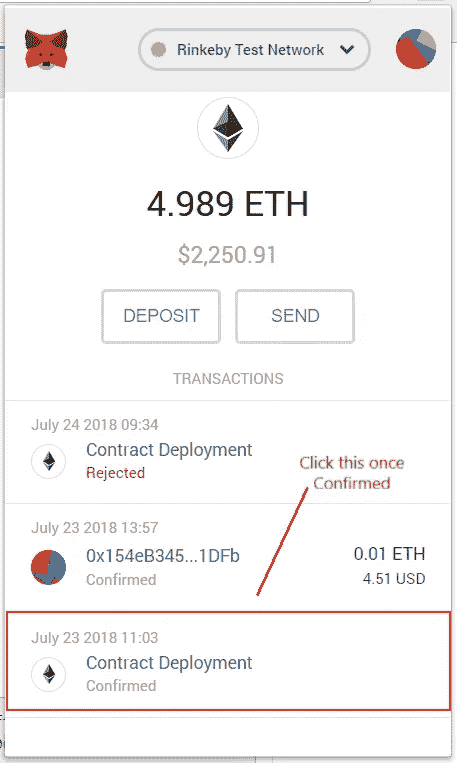 Rinkeby Test Network
4.989 ETH
$2,250.91
DEPOSIT
SEND
TRANSACTIONS
July 24 2018 09:34
Contract Deployment
Rejected
Click this once
Confirmed
July 23 2018 13:57
0x154eB345...1DFb
0.01 ETH
Confirmed
4.51 USD
July 23 2018 11:03
Contract Deployment
Confirmed